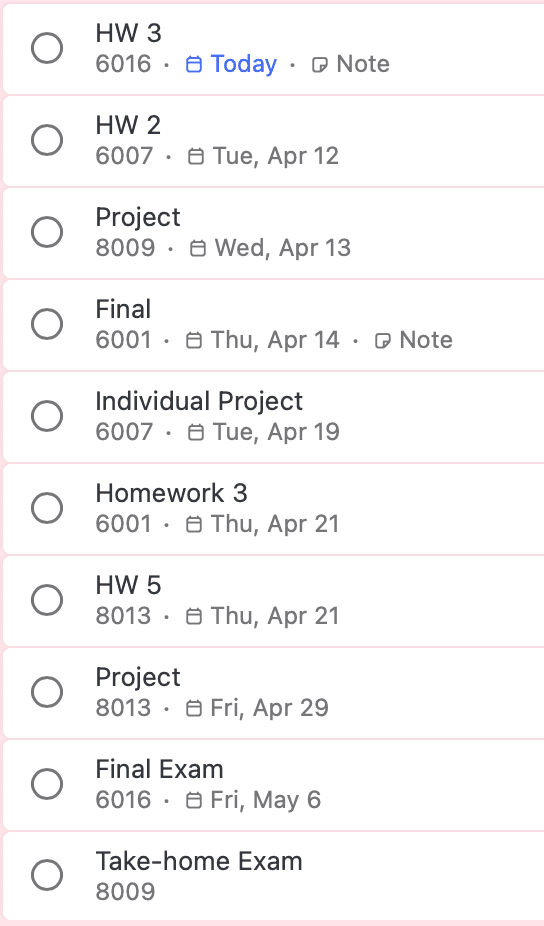 HW 3
6016 · Today · Note
HW 2
6007 · Tue, Apr 12
Project
8009 · Wed, Apr 13
Final
6001 · Thu, Apr 14 · Note
Individual Project
6007 · Tue, Apr 19
Homework 3
6001 · Thu, Apr 21
HW 5
8013 · Thu, Apr 21
Project
8013 · Fri, Apr 29
Final Exam
6016 · Fri, May 6
Take-home Exam
8009